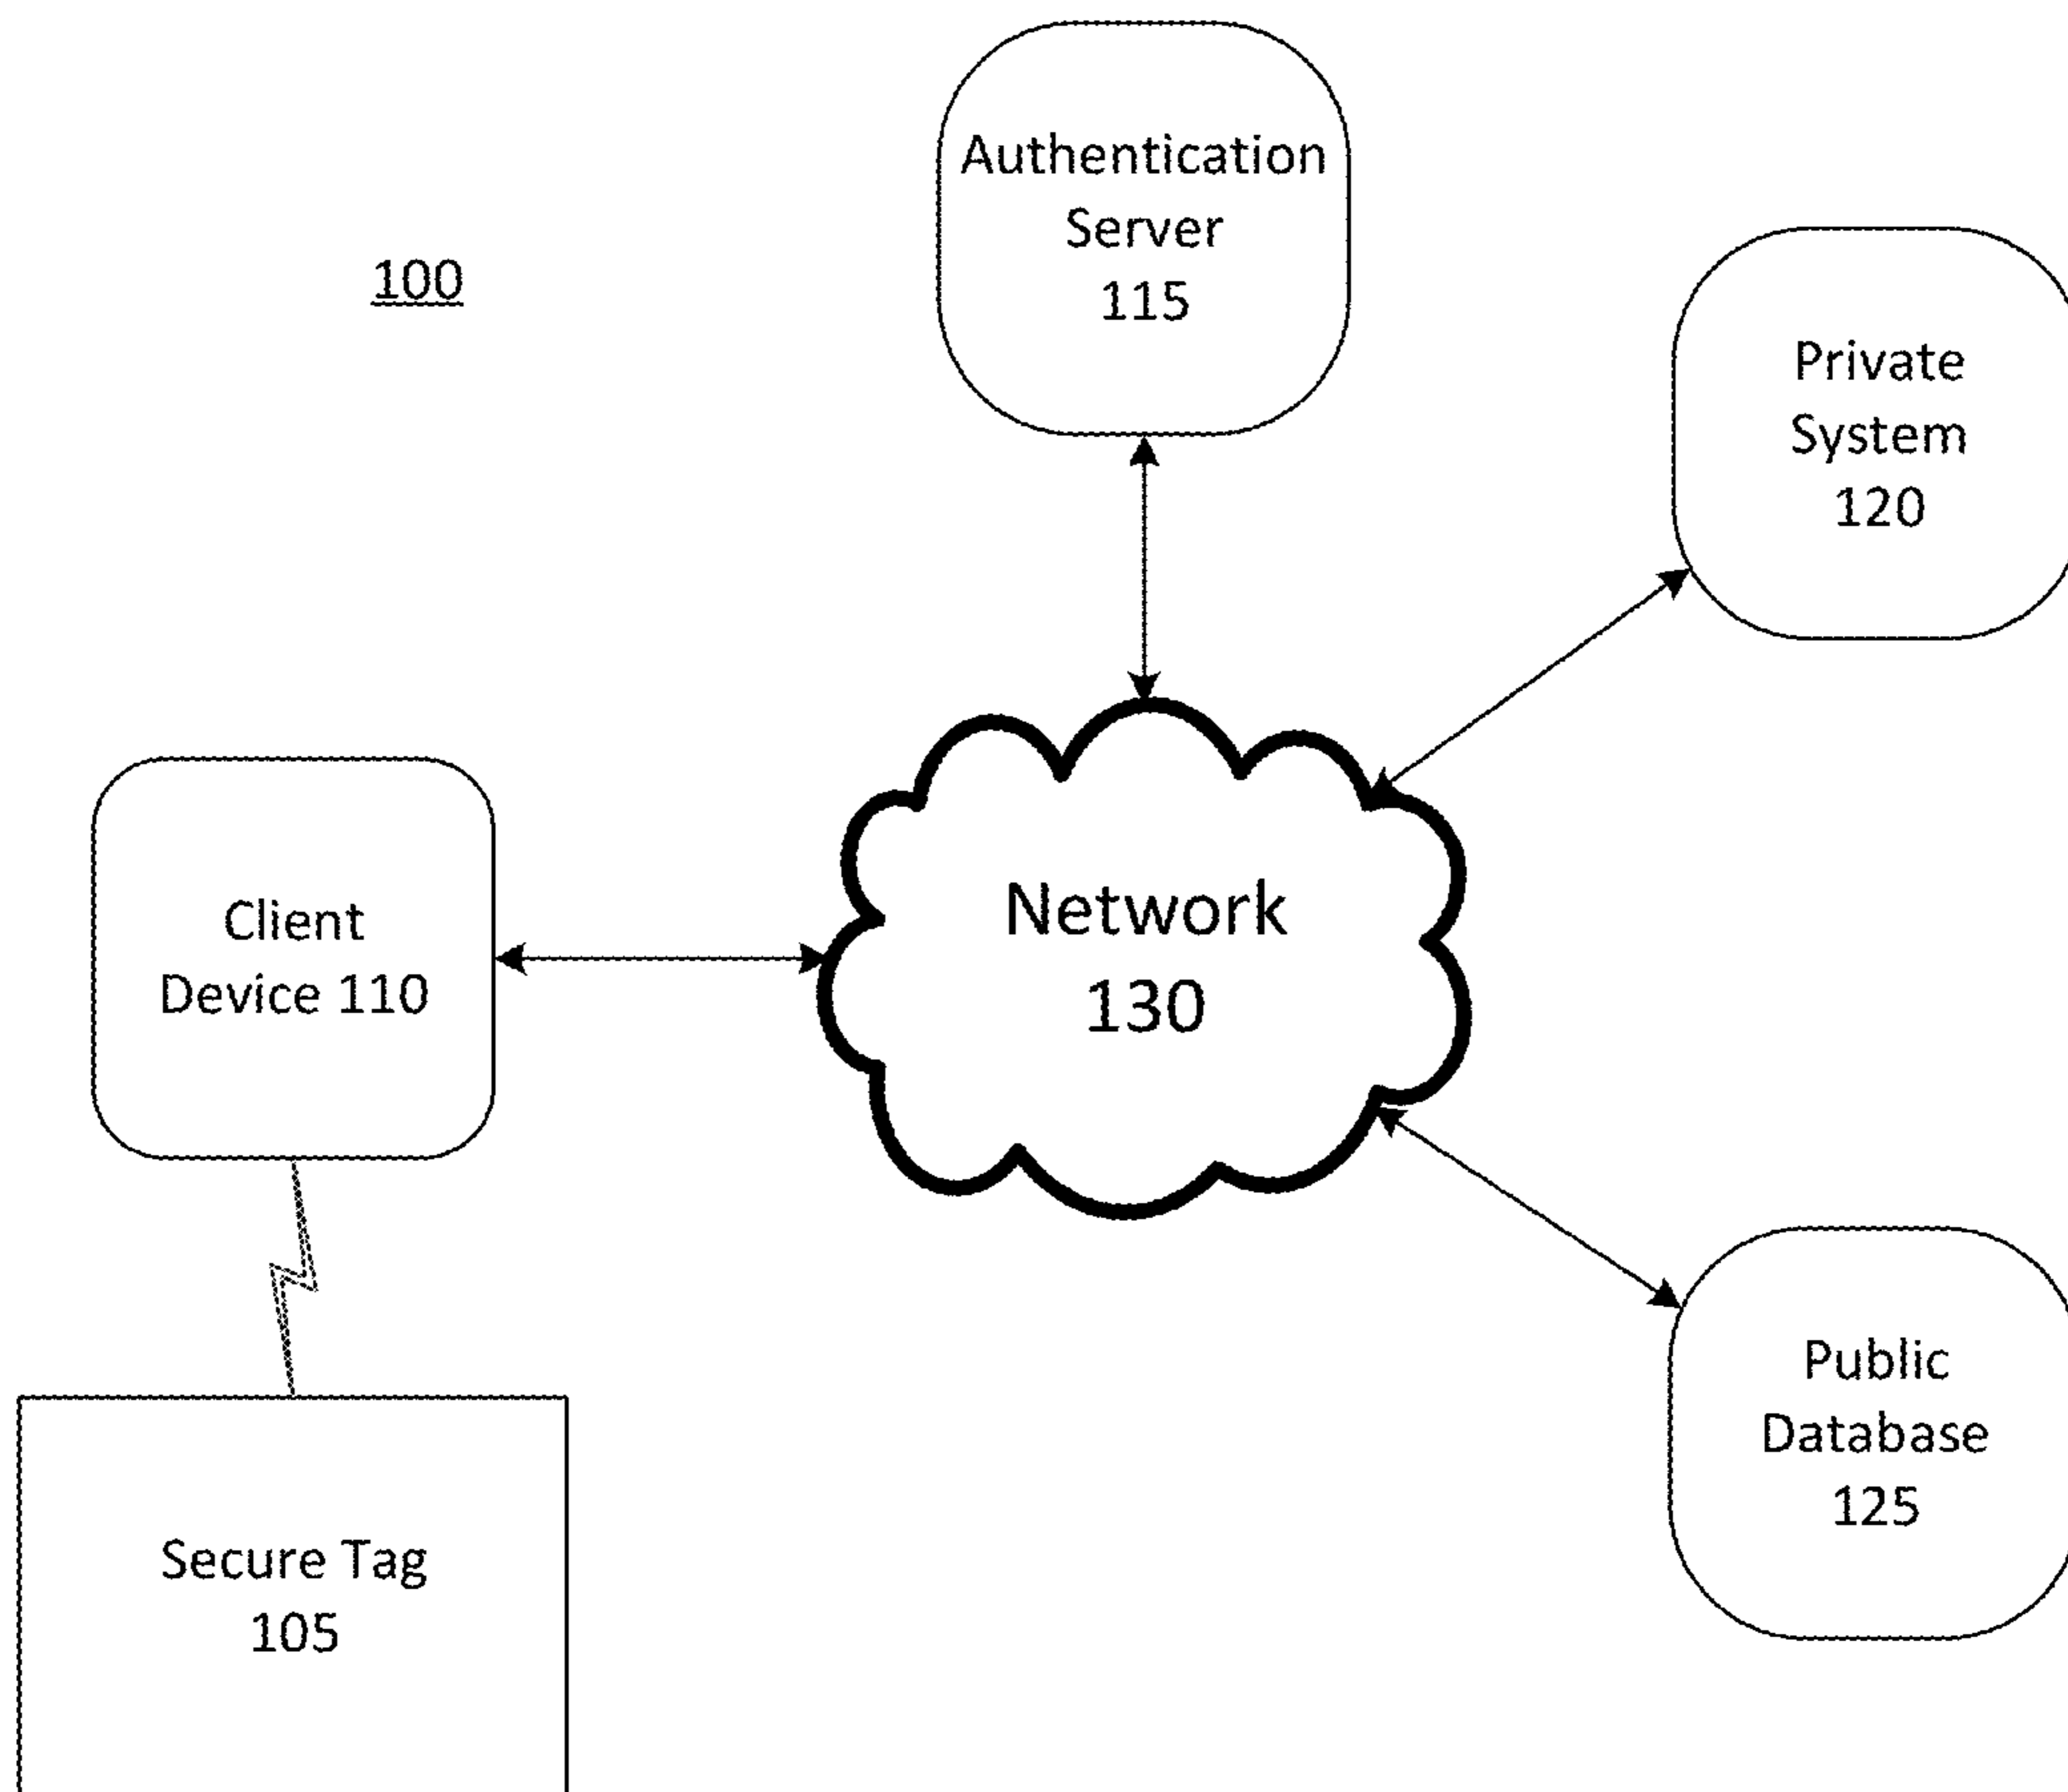 Authentication
Server
115
100
Private
System
120
Client
Device 110
Network
130
Public
Database
125
Secure Tag
105